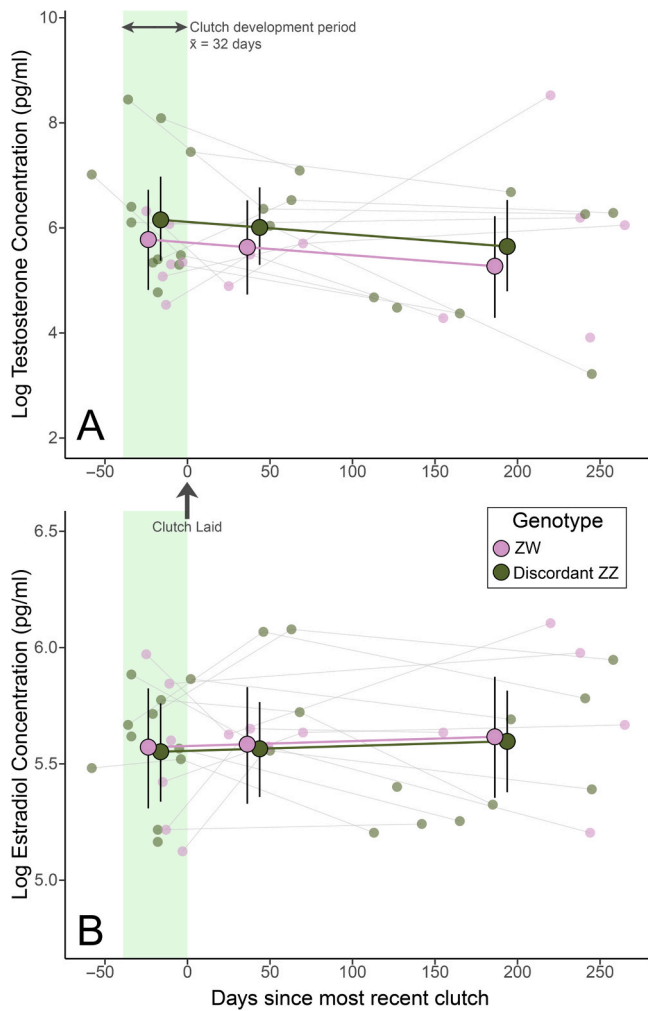 Clutch development period
x̄ = 32 days
Log Testosterone Concentration (pg/ml)
10
8
6
4
2
A
−50 0 50 100 150 200 250
Clutch Laid
Log Estradiol Concentration (pg/ml)
6.5
6.0
5.5
5.0
Genotype
ZW
Discordant ZZ
B
−50 0 50 100 150 200 250
Days since most recent clutch